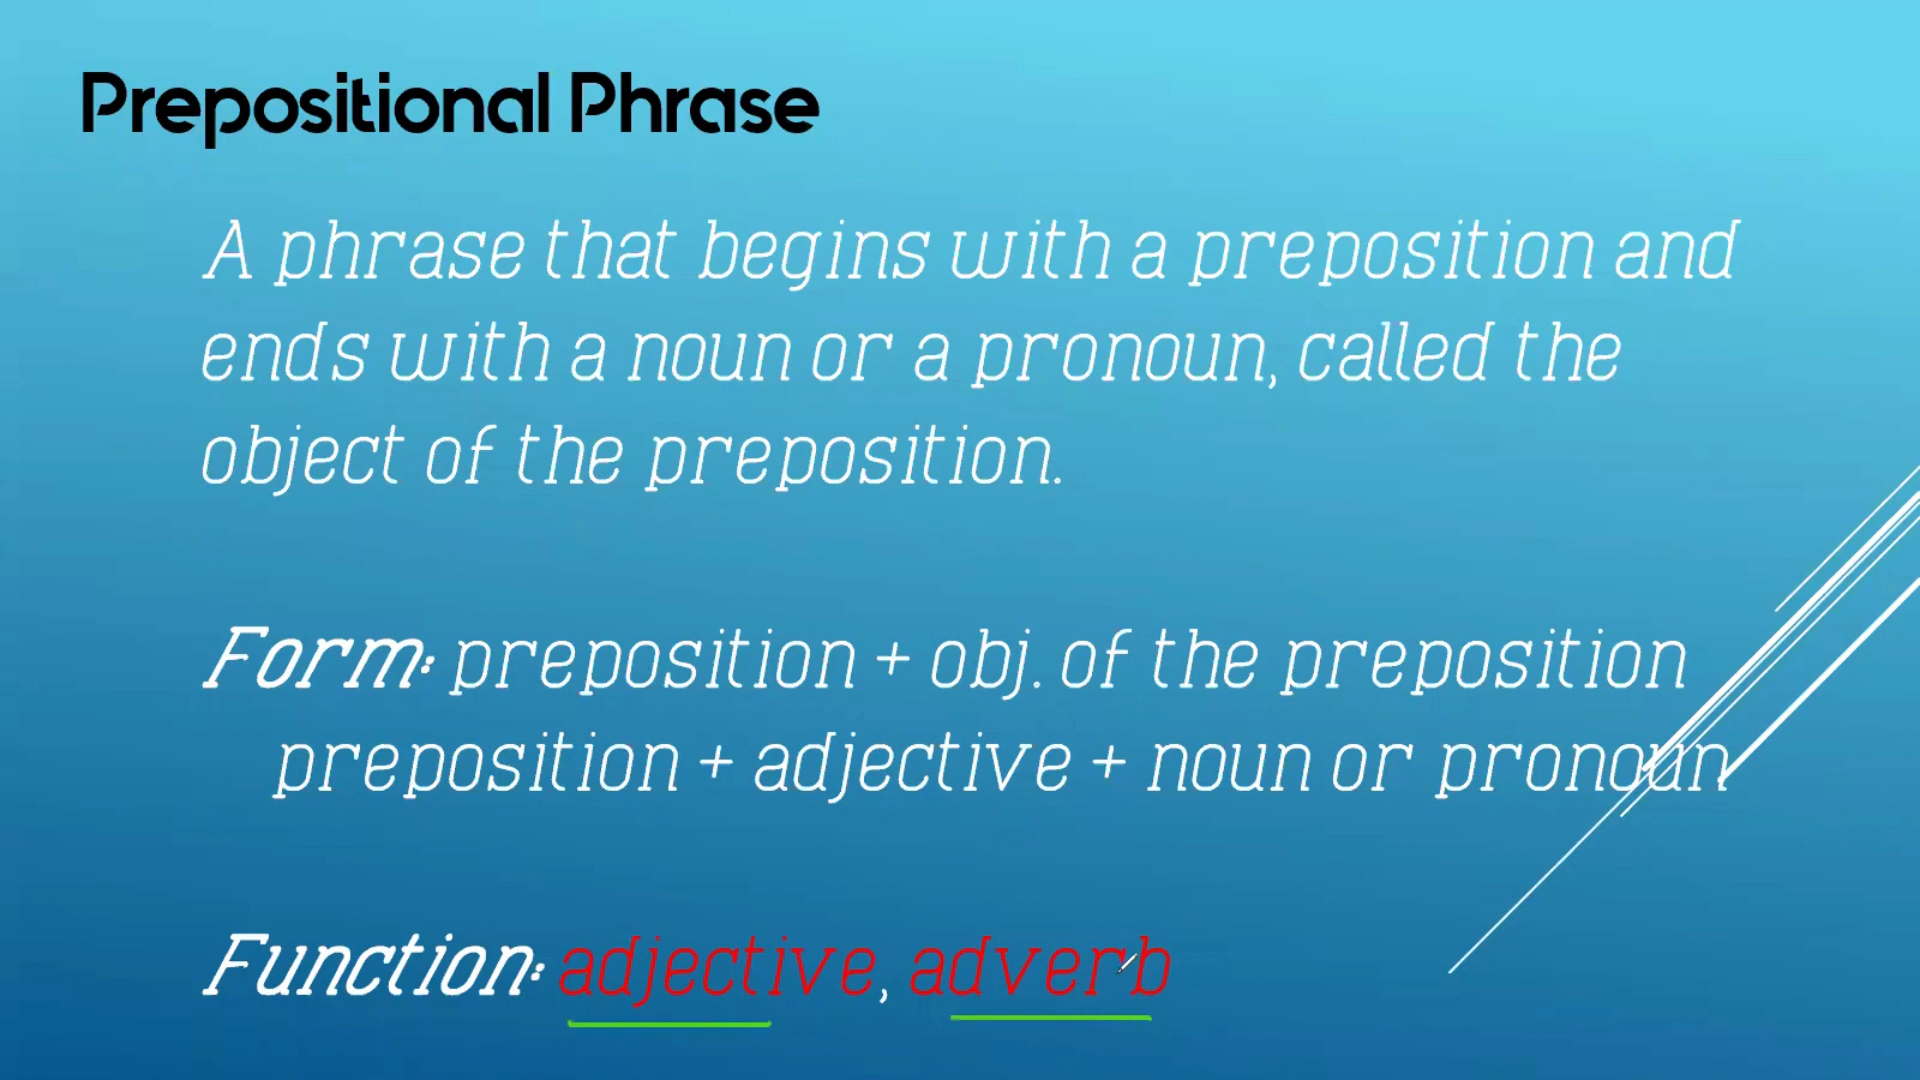 Prepositional Phrase
A phrase that begins with a preposition and
ends with a noun or a pronoun, called the
object of the preposition.
Form: preposition + obj. of the preposition
preposition + adjective + noun or pronoun
Function: adjective, adverb